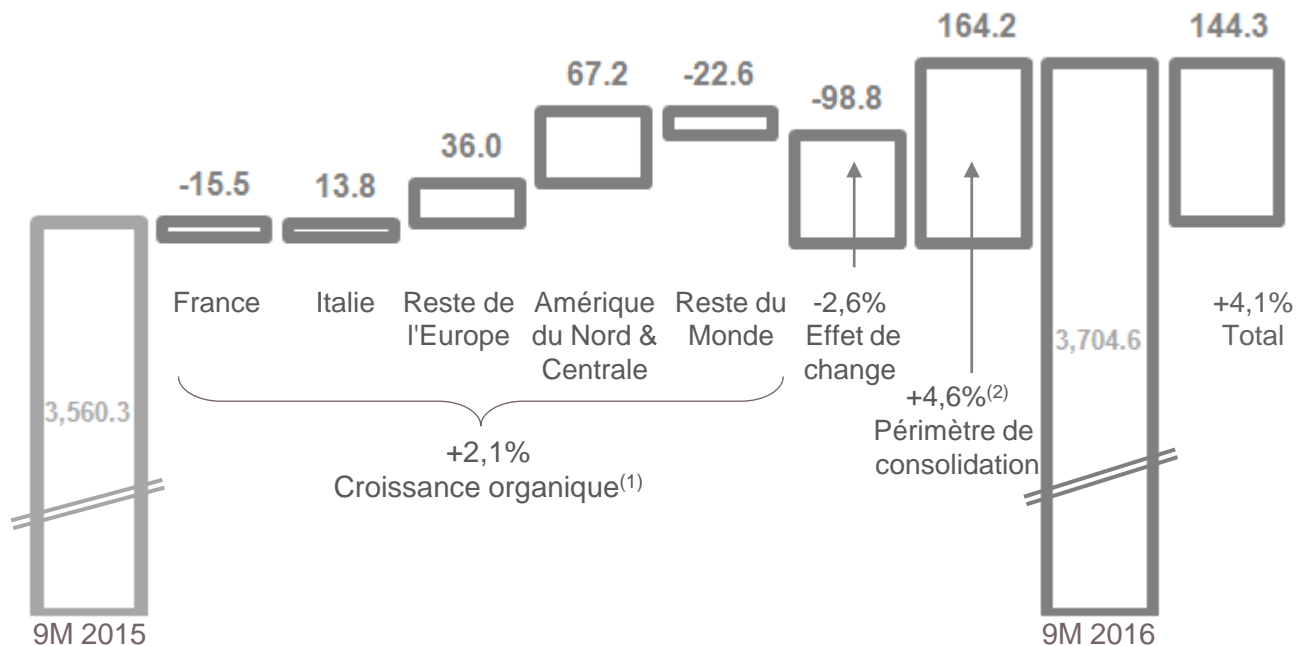 164.2
144.3
67.2
-22.6
-98.8
36.0
-15.5
13.8
France
Italie
Reste de
l'Europe
Amérique
du Nord &
Centrale
Reste du
Monde
-2,6%
Effet de
change
+4,1%
Total
3,704.6
+4,6%(2)
Périmètre de
consolidation
3,560.3
+2,1%
Croissance organique(1)
9M 2015
9M 2016